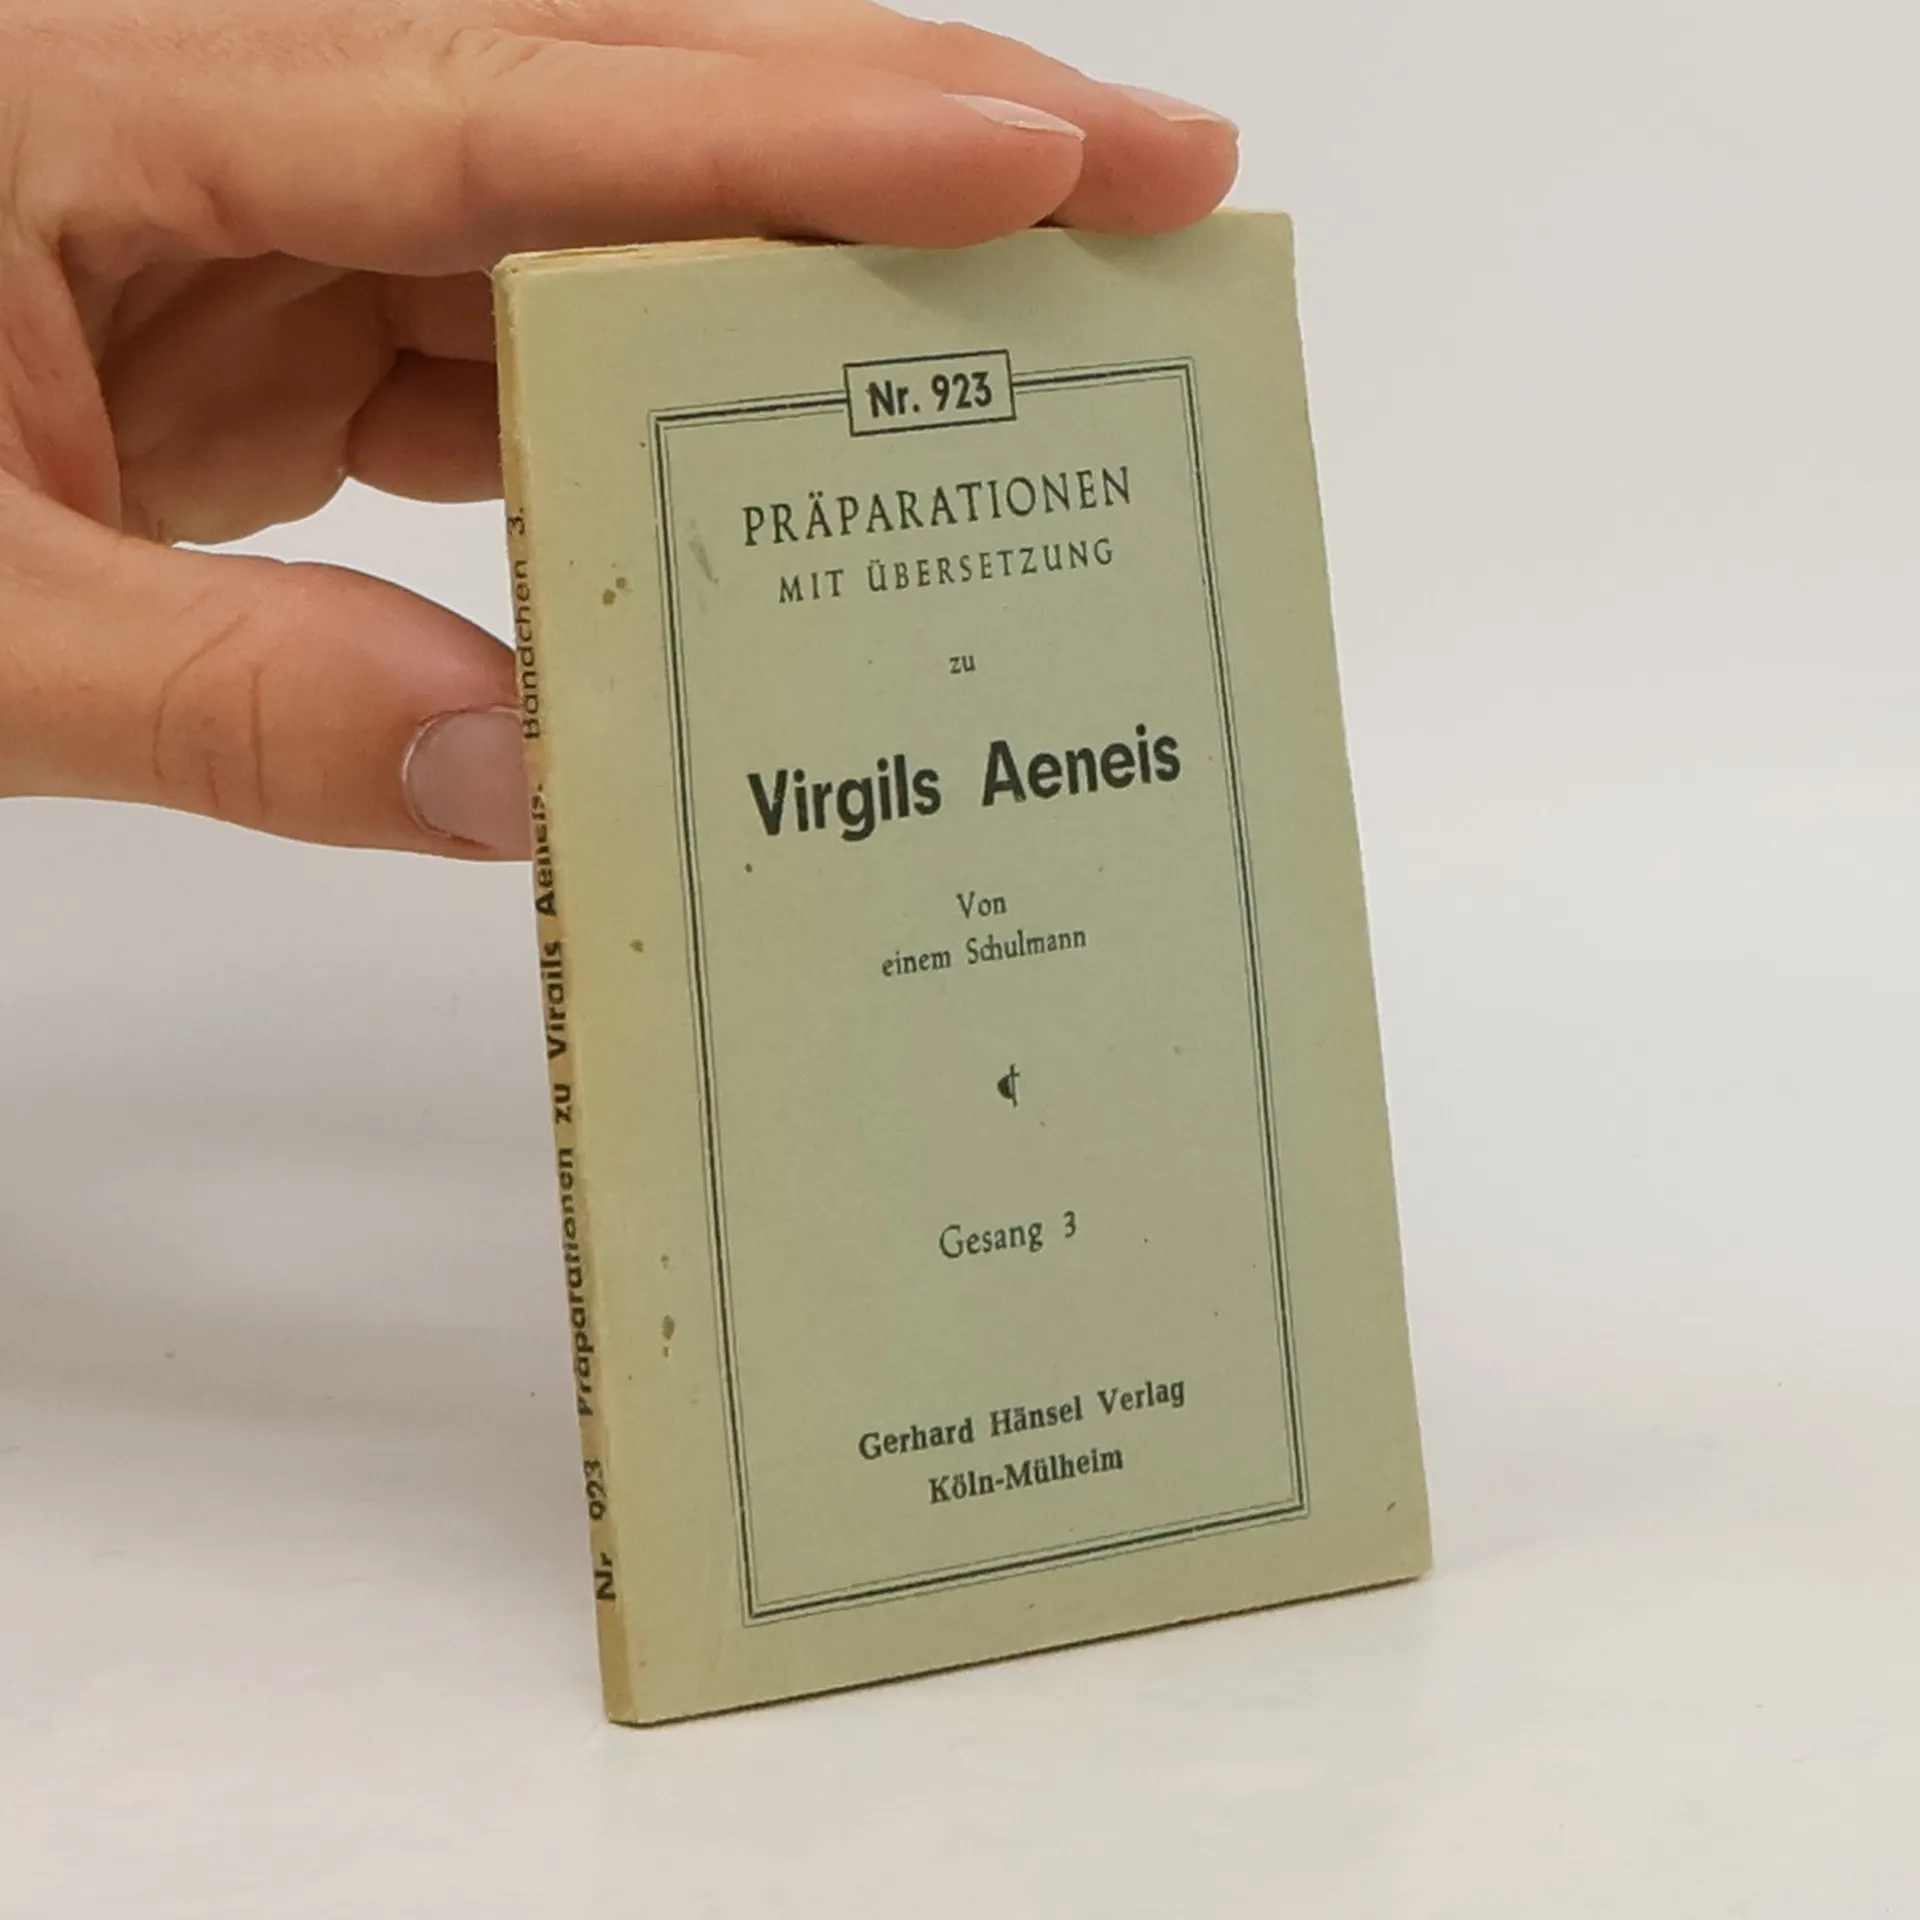 Nr. 923
PRÄPARATIONEN
MIT ÜBERSETZUNG
zu
Virgils Aeneis
Von
einem Schulmann
Gesang 3
Gerhard Hänsel Verlag
Köln-Mülheim
Nr 923 Präparationen zu Virgils Aeneis. Bändchen 3.